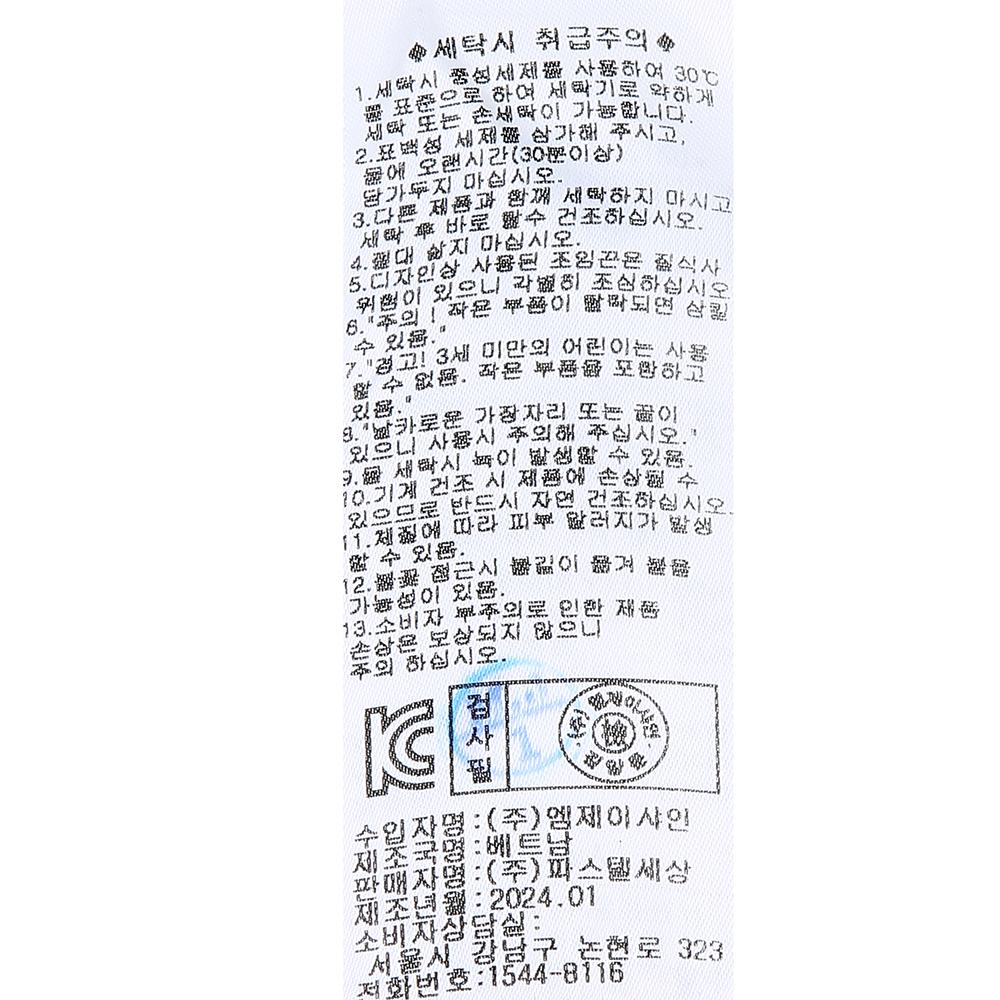 ◆세탁시 취급주의◆
1.세탁시 중성세제를 사용하여 30℃
를 표준으로 하여 세탁기로 약하게
세탁 또는 손세탁이 가능합니다.
2.표백성 세제를 삼가해 주시고,
물에 오랜시간(30분이상)
담가두지 마십시오.
3.다른 제품과 함께 세탁하지 마시고
세탁 후 바로 탈수 건조하십시오.
4.절대 삶지 마십시오.
5.디자인상 사용된 조임끈은 질식사
위험이 있으니 각별히 조심하십시오
6."주의! 작은 부품이 탈락되면 삼킬
수 있음."
7."경고! 3세 미만의 어린이는 사용
할 수 없음. 작은 부품을 포함하고
있음."
8."날카로운 가장자리 또는 끝이
있으니 사용시 주의해 주십시오."
9.물 세탁시 녹이 발생할 수 있음.
10.기계 건조 시 제품에 손상될 수
있으므로 반드시 자연 건조하십시오.
11.체질에 따라 피부 알러지가 발생
할 수 있음.
12.불꽃 접근시 불길이 옮겨 붙을
가능성이 있음.
13.소비자 부주의로 인한 제품
손상은 보상되지 않으니
주의 하십시오.
KC
검사필
(주)엠제이샤인
檢
수입자명:(주)엠제이샤인
제조국명:베트남
판매자명:(주)파스텔세상
제조년월:2024.01
소비자상담실:
서울시 강남구 논현로 323
전화번호:1544-8116